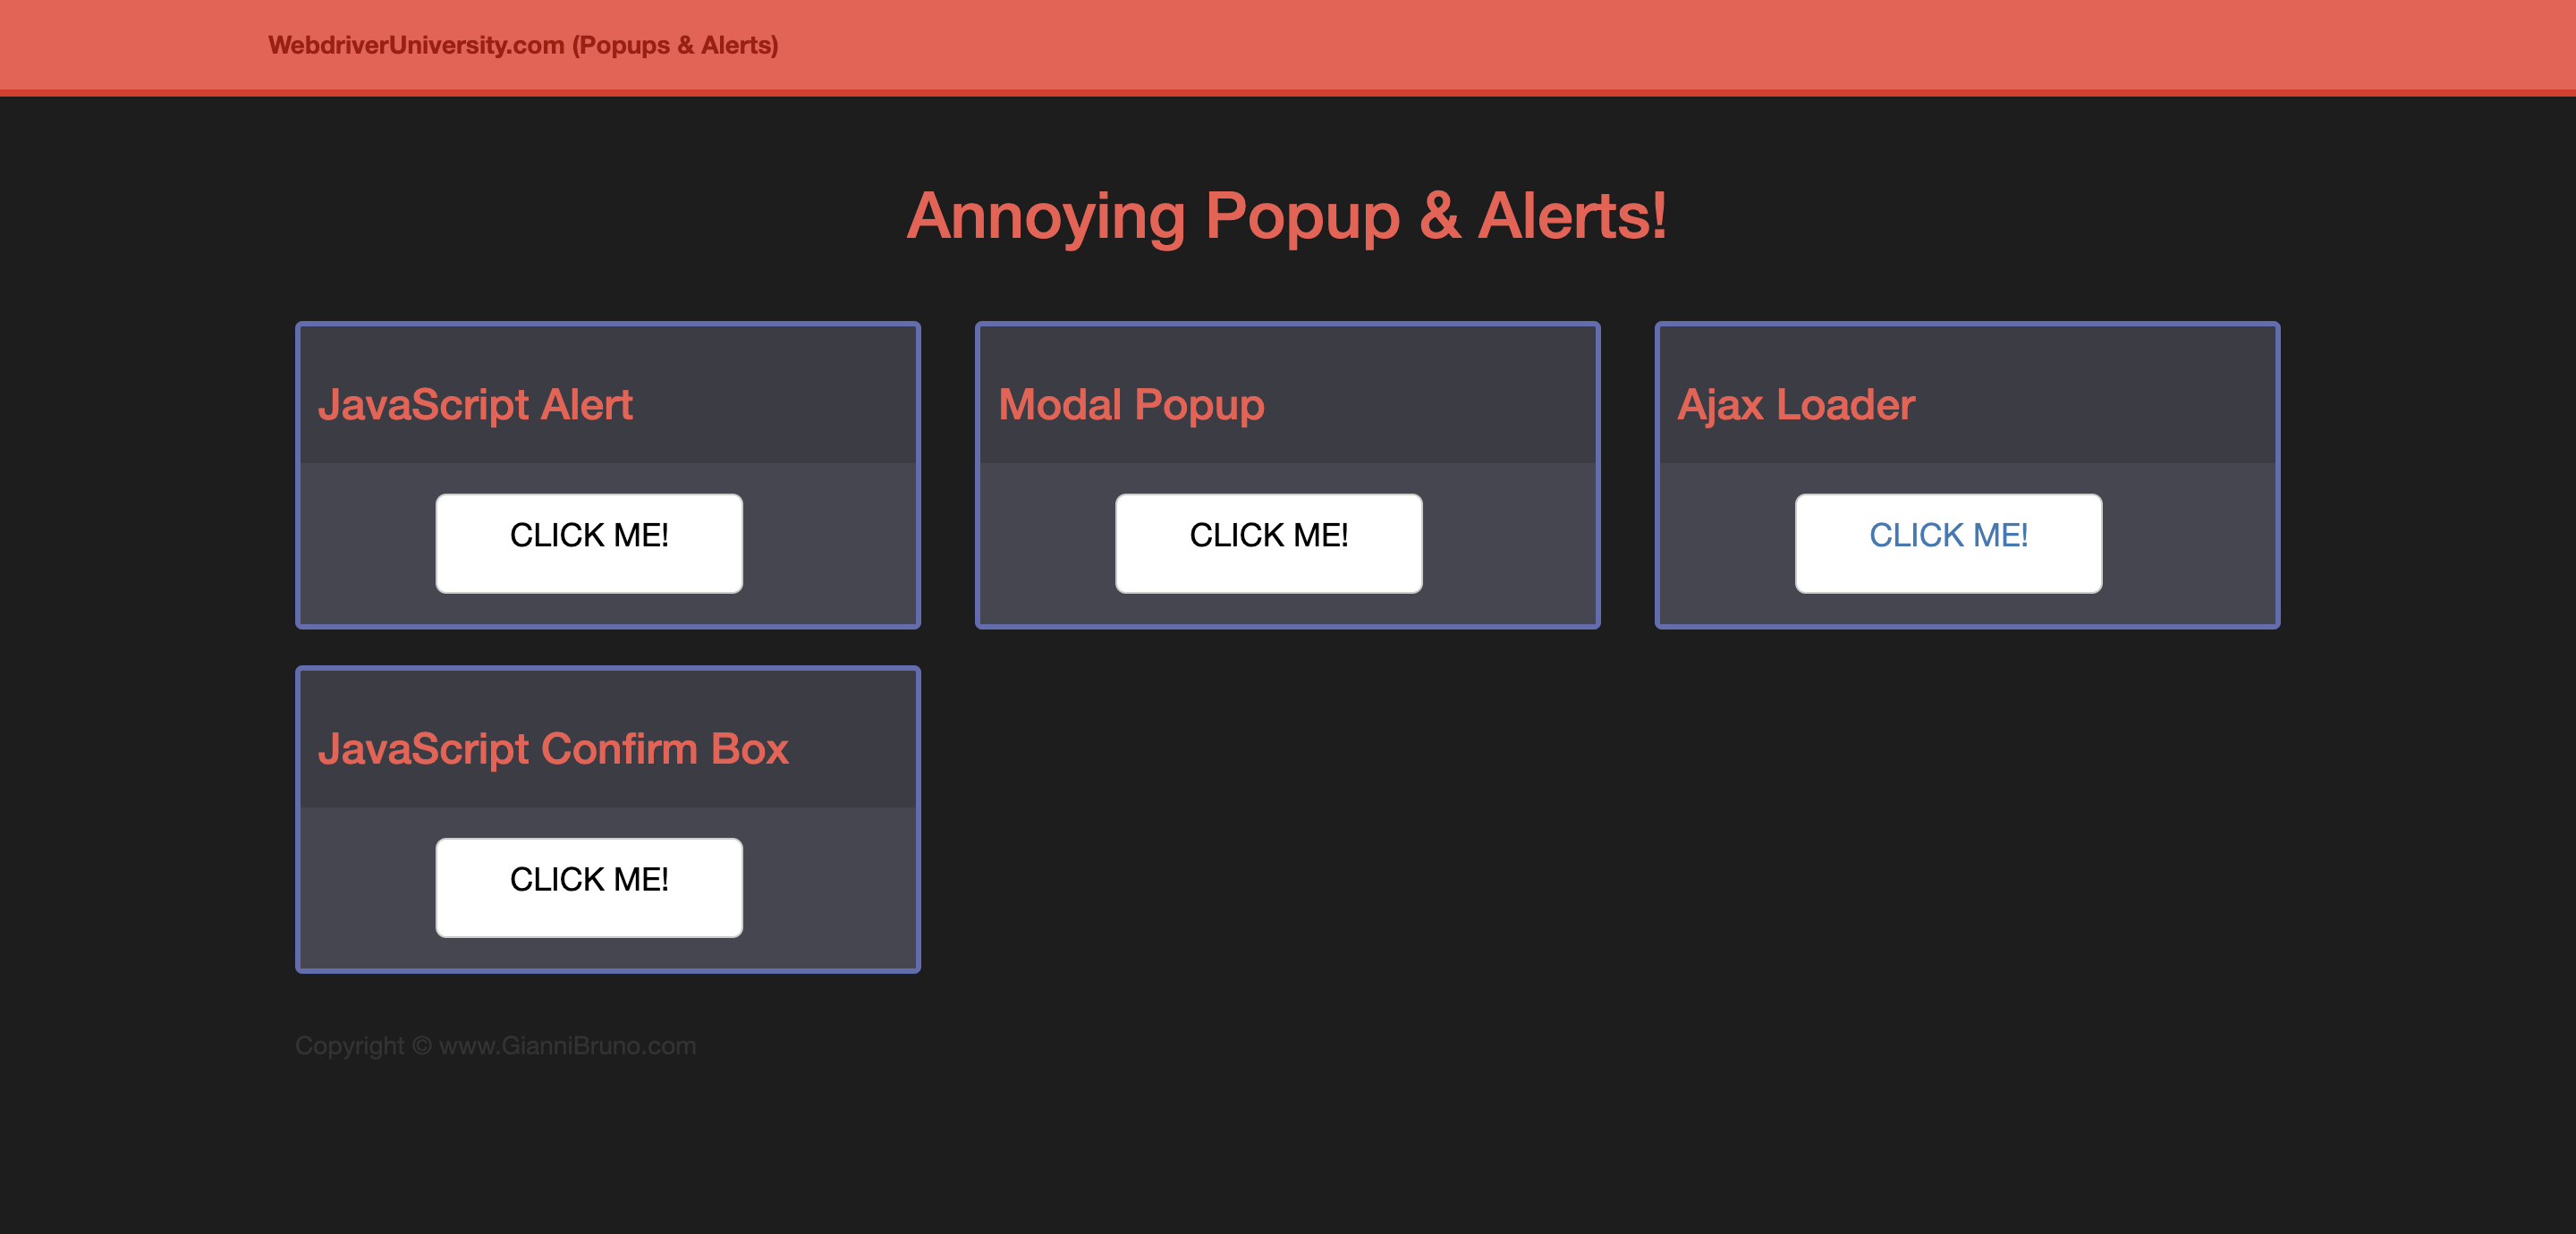 WebdriverUniversity.com (Popups & Alerts)
Annoying Popup & Alerts!
JavaScript Alert
CLICK ME!
Modal Popup
CLICK ME!
Ajax Loader
CLICK ME!
JavaScript Confirm Box
CLICK ME!
Copyright © www.GianniBruno.com